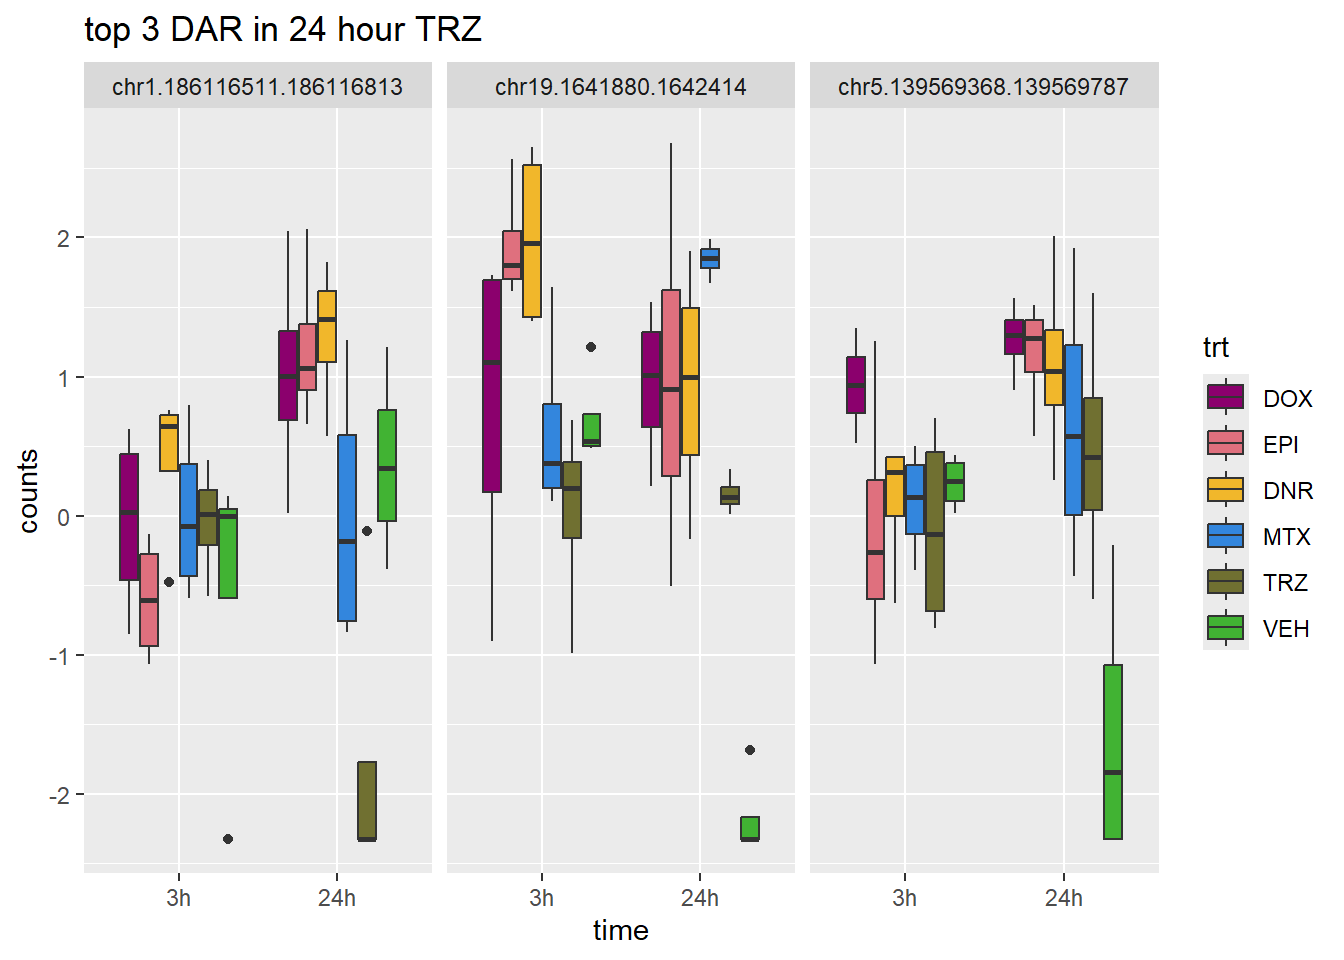 top 3 DAR in 24 hour TRZ
chr1.186116511.186116813
chr19.1641880.1642414
chr5.139569368.139569787
counts
2
1
0
-1
-2
3h
24h
3h
24h
3h
24h
time
trt
DOX
EPI
DNR
MTX
TRZ
VEH